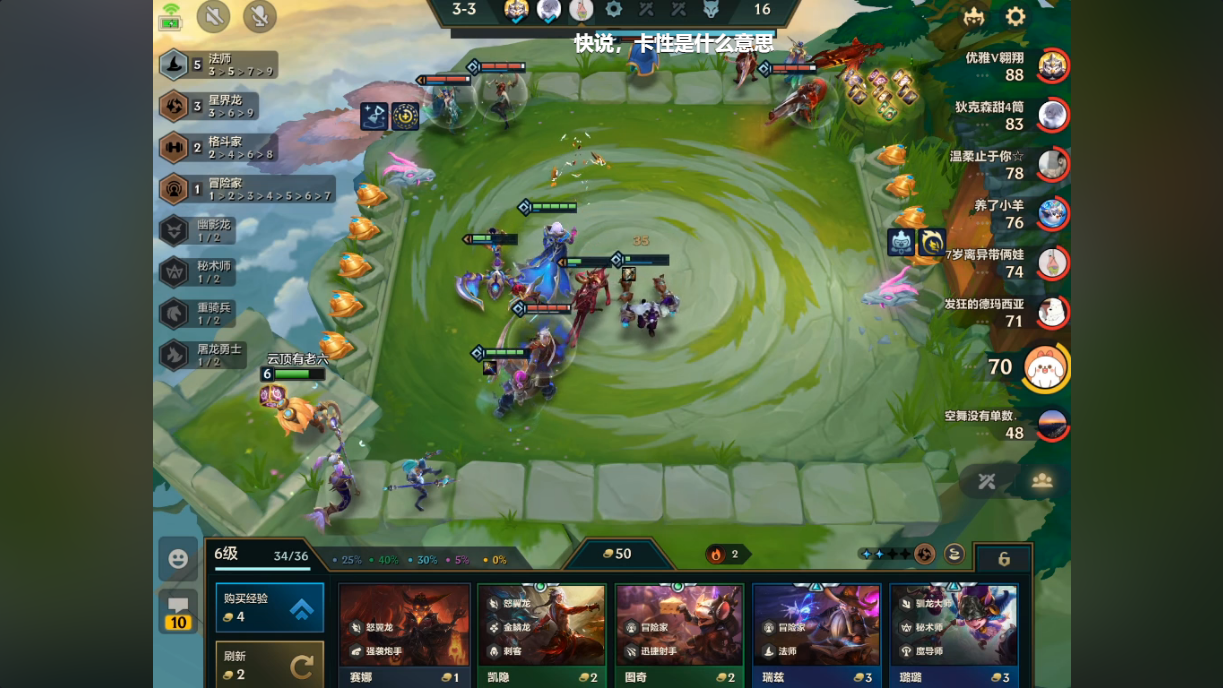 3-3
16
快说，卡性是什么意思
5 法师
3 > 5 > 7 > 9
3 星界龙
3 > 6 > 9
2 格斗家
2 > 4 > 6 > 8
1 冒险家
1 > 2 > 3 > 4 > 5 > 6 > 7
幽影龙
1 / 2
秘术师
1 / 2
重骑兵
1 / 2
屠龙勇士
1 / 2
优雅V翱翔
88
狄克森甜4筒
83
温柔止于你☆
78
养了小羊
76
7岁离异带俩娃
74
发狂的德玛西亚
71
70
空舞没有单数.
48
35
云顶有老六
6
6级
34/36
25%
40%
30%
5%
0%
50
2
10
购买经验
4
刷新
2
怒翼龙
强袭炮手
赛娜
1
怒翼龙
金鳞龙
刺客
凯隐
2
冒险家
迅捷射手
图奇
2
冒险家
法师
瑞兹
3
驯龙大师
秘术师
魔导师
璐璐
3